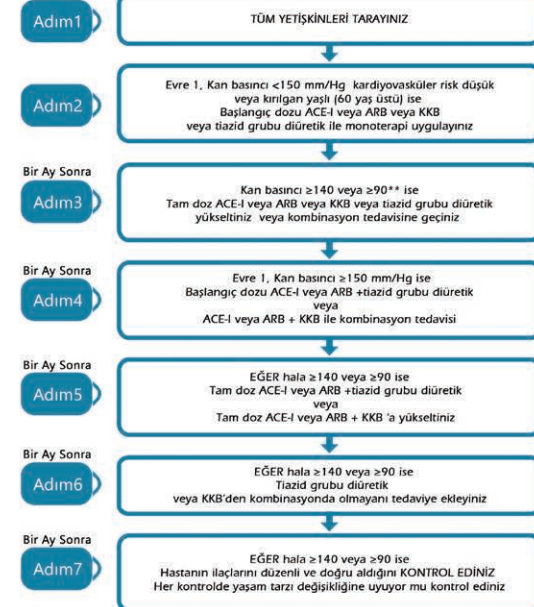 Adım1
TÜM YETİŞKİNLERİ TARAYINIZ
Adım2
Evre 1, Kan basıncı <150 mm/Hg kardiyovasküler risk düşük
veya kırılgan yaşlı (60 yaş üstü) ise
Başlangıç dozu ACE-I veya ARB veya KKB
veya tiazid grubu diüretik ile monoterapi uygulayınız
Bir Ay Sonra
Adım3
Kan basıncı ≥140 veya ≥90** ise
Tam doz ACE-I veya ARB veya KKB veya tiazid grubu diüretik
yükseltiniz veya kombinasyon tedavisine geçiniz
Bir Ay Sonra
Adım4
Evre 1, Kan basıncı ≥150 mm/Hg ise
Başlangıç dozu ACE-I veya ARB +tiazid grubu diüretik
veya
ACE-I veya ARB + KKB ile kombinasyon tedavisi
Bir Ay Sonra
Adım5
EĞER hala ≥140 veya ≥90 ise
Tam doz ACE-I veya ARB +tiazid grubu diüretik
veya
Tam doz ACE-I veya ARB + KKB 'a yükseltiniz
Bir Ay Sonra
Adım6
EĞER hala ≥140 veya ≥90 ise
Tiazid grubu diüretik
veya KKB'den kombinasyonda olmayanı tedaviye ekleyiniz
Bir Ay Sonra
Adım7
EĞER hala ≥140 veya ≥90 ise
Hastanın ilaçlarını düzenli ve doğru aldığını KONTROL EDİNİZ
Her kontrolde yaşam tarzı değişikliğine uyuyor mu kontrol ediniz